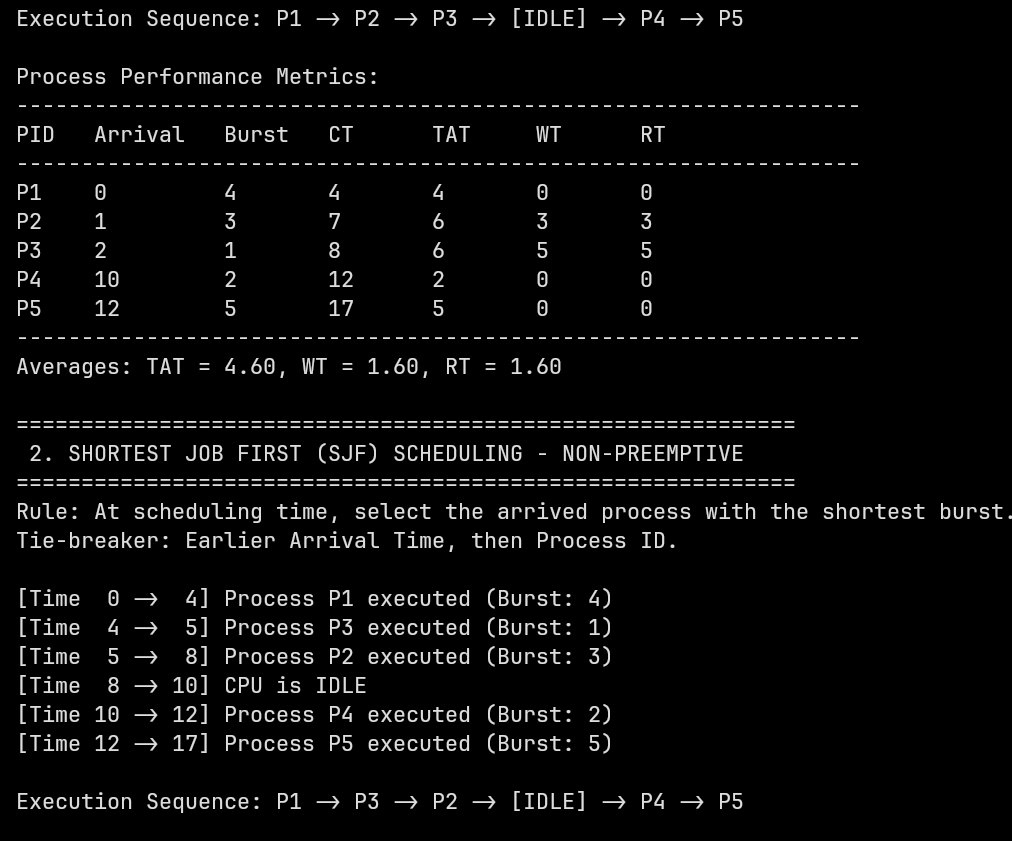 Execution Sequence: P1 -> P2 -> P3 -> [IDLE] -> P4 -> P5
Process Performance Metrics:
-----------------------------------------------------------------
PID   Arrival   Burst   CT      TAT     WT      RT
-----------------------------------------------------------------
P1    0         4       4       4       0       0
P2    1         3       7       6       3       3
P3    2         1       8       6       5       5
P4    10        2       12      2       0       0
P5    12        5       17      5       0       0
-----------------------------------------------------------------
Averages: TAT = 4.60, WT = 1.60, RT = 1.60
============================================================
 2. SHORTEST JOB FIRST (SJF) SCHEDULING - NON-PREEMPTIVE
============================================================
Rule: At scheduling time, select the arrived process with the shortest burst.
Tie-breaker: Earlier Arrival Time, then Process ID.
[Time  0 ->  4] Process P1 executed (Burst: 4)
[Time  4 ->  5] Process P3 executed (Burst: 1)
[Time  5 ->  8] Process P2 executed (Burst: 3)
[Time  8 -> 10] CPU is IDLE
[Time 10 -> 12] Process P4 executed (Burst: 2)
[Time 12 -> 17] Process P5 executed (Burst: 5)
Execution Sequence: P1 -> P3 -> P2 -> [IDLE] -> P4 -> P5